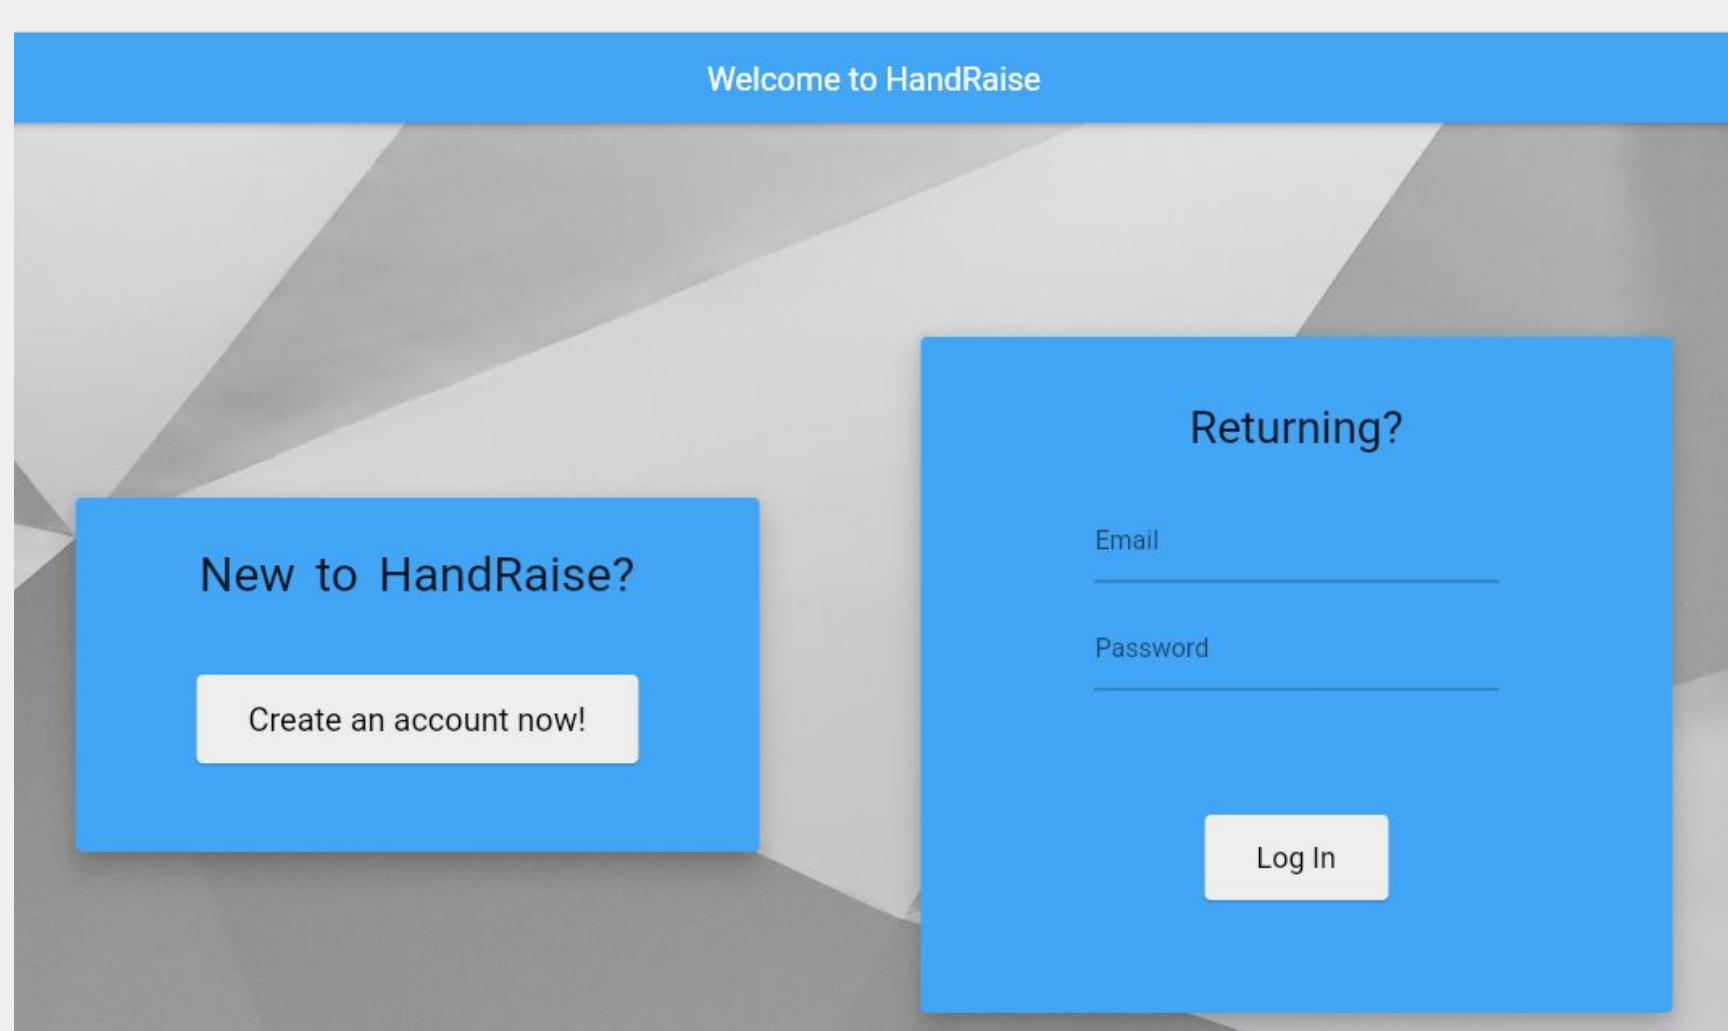 Welcome to HandRaise
New to HandRaise?
Create an account now!
Returning?
Email
Password
Log In